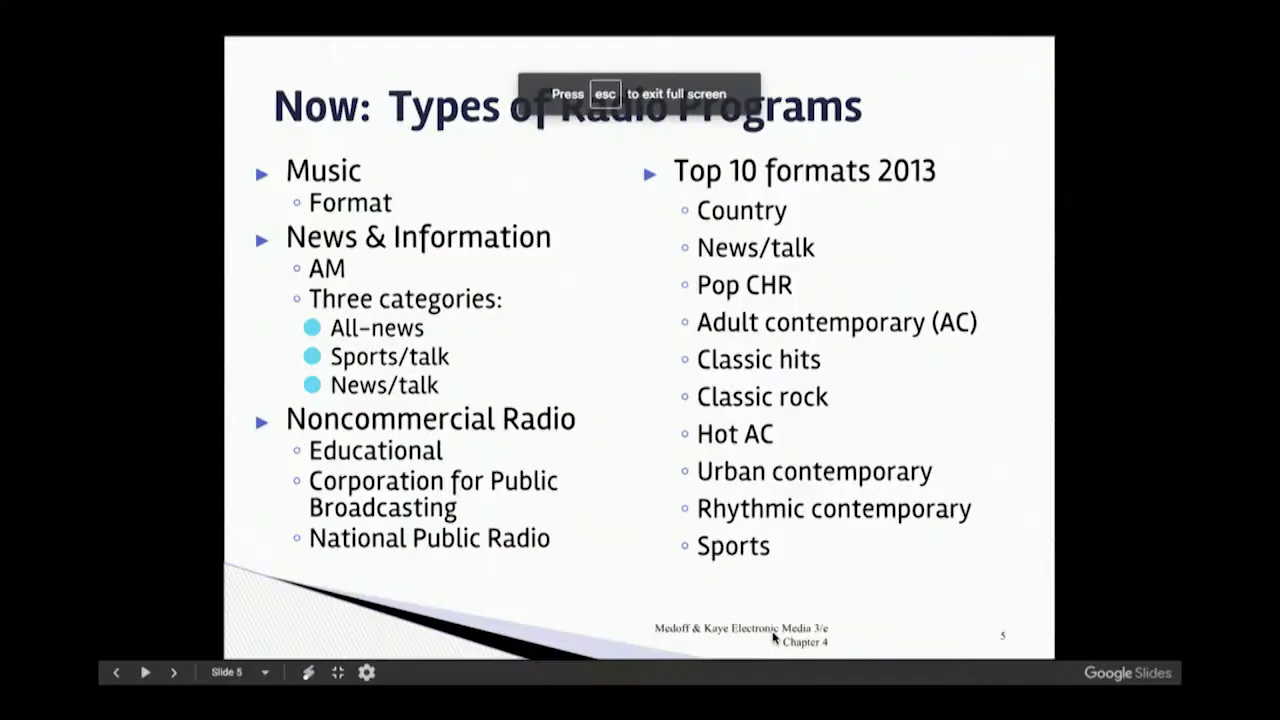 Press esc to exit full screen
Now: Types of Radio Programs
Music
Format
News & Information
AM
Three categories:
All-news
Sports/talk
News/talk
Noncommercial Radio
Educational
Corporation for Public
Broadcasting
National Public Radio
Top 10 formats 2013
Country
News/talk
Pop CHR
Adult contemporary (AC)
Classic hits
Classic rock
Hot AC
Urban contemporary
Rhythmic contemporary
Sports
Medoff & Kaye Electronic Media 3/e
Chapter 4
5
Slide 5
Google Slides